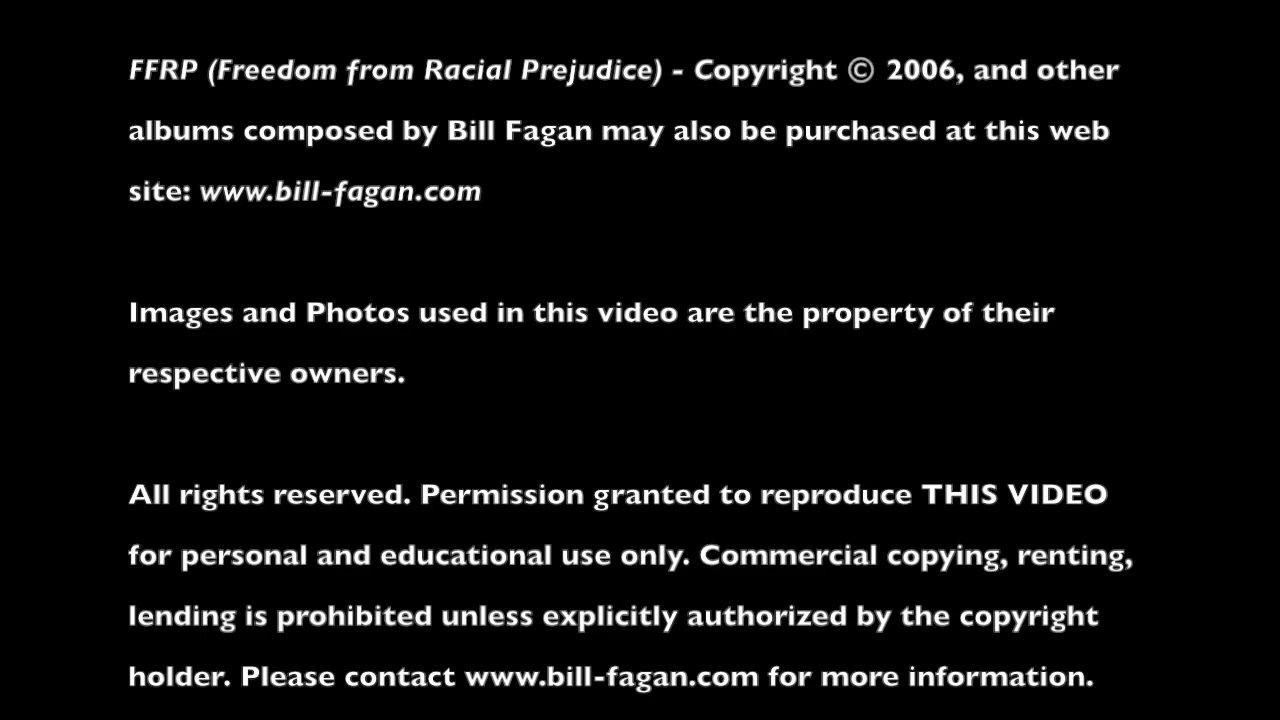 FFRP (Freedom from Racial Prejudice) - Copyright © 2006, and other
albums composed by Bill Fagan may also be purchased at this web
site: www.bill-fagan.com
Images and Photos used in this video are the property of their
respective owners.
All rights reserved. Permission granted to reproduce THIS VIDEO
for personal and educational use only. Commercial copying, renting,
lending is prohibited unless explicitly authorized by the copyright
holder. Please contact www.bill-fagan.com for more information.